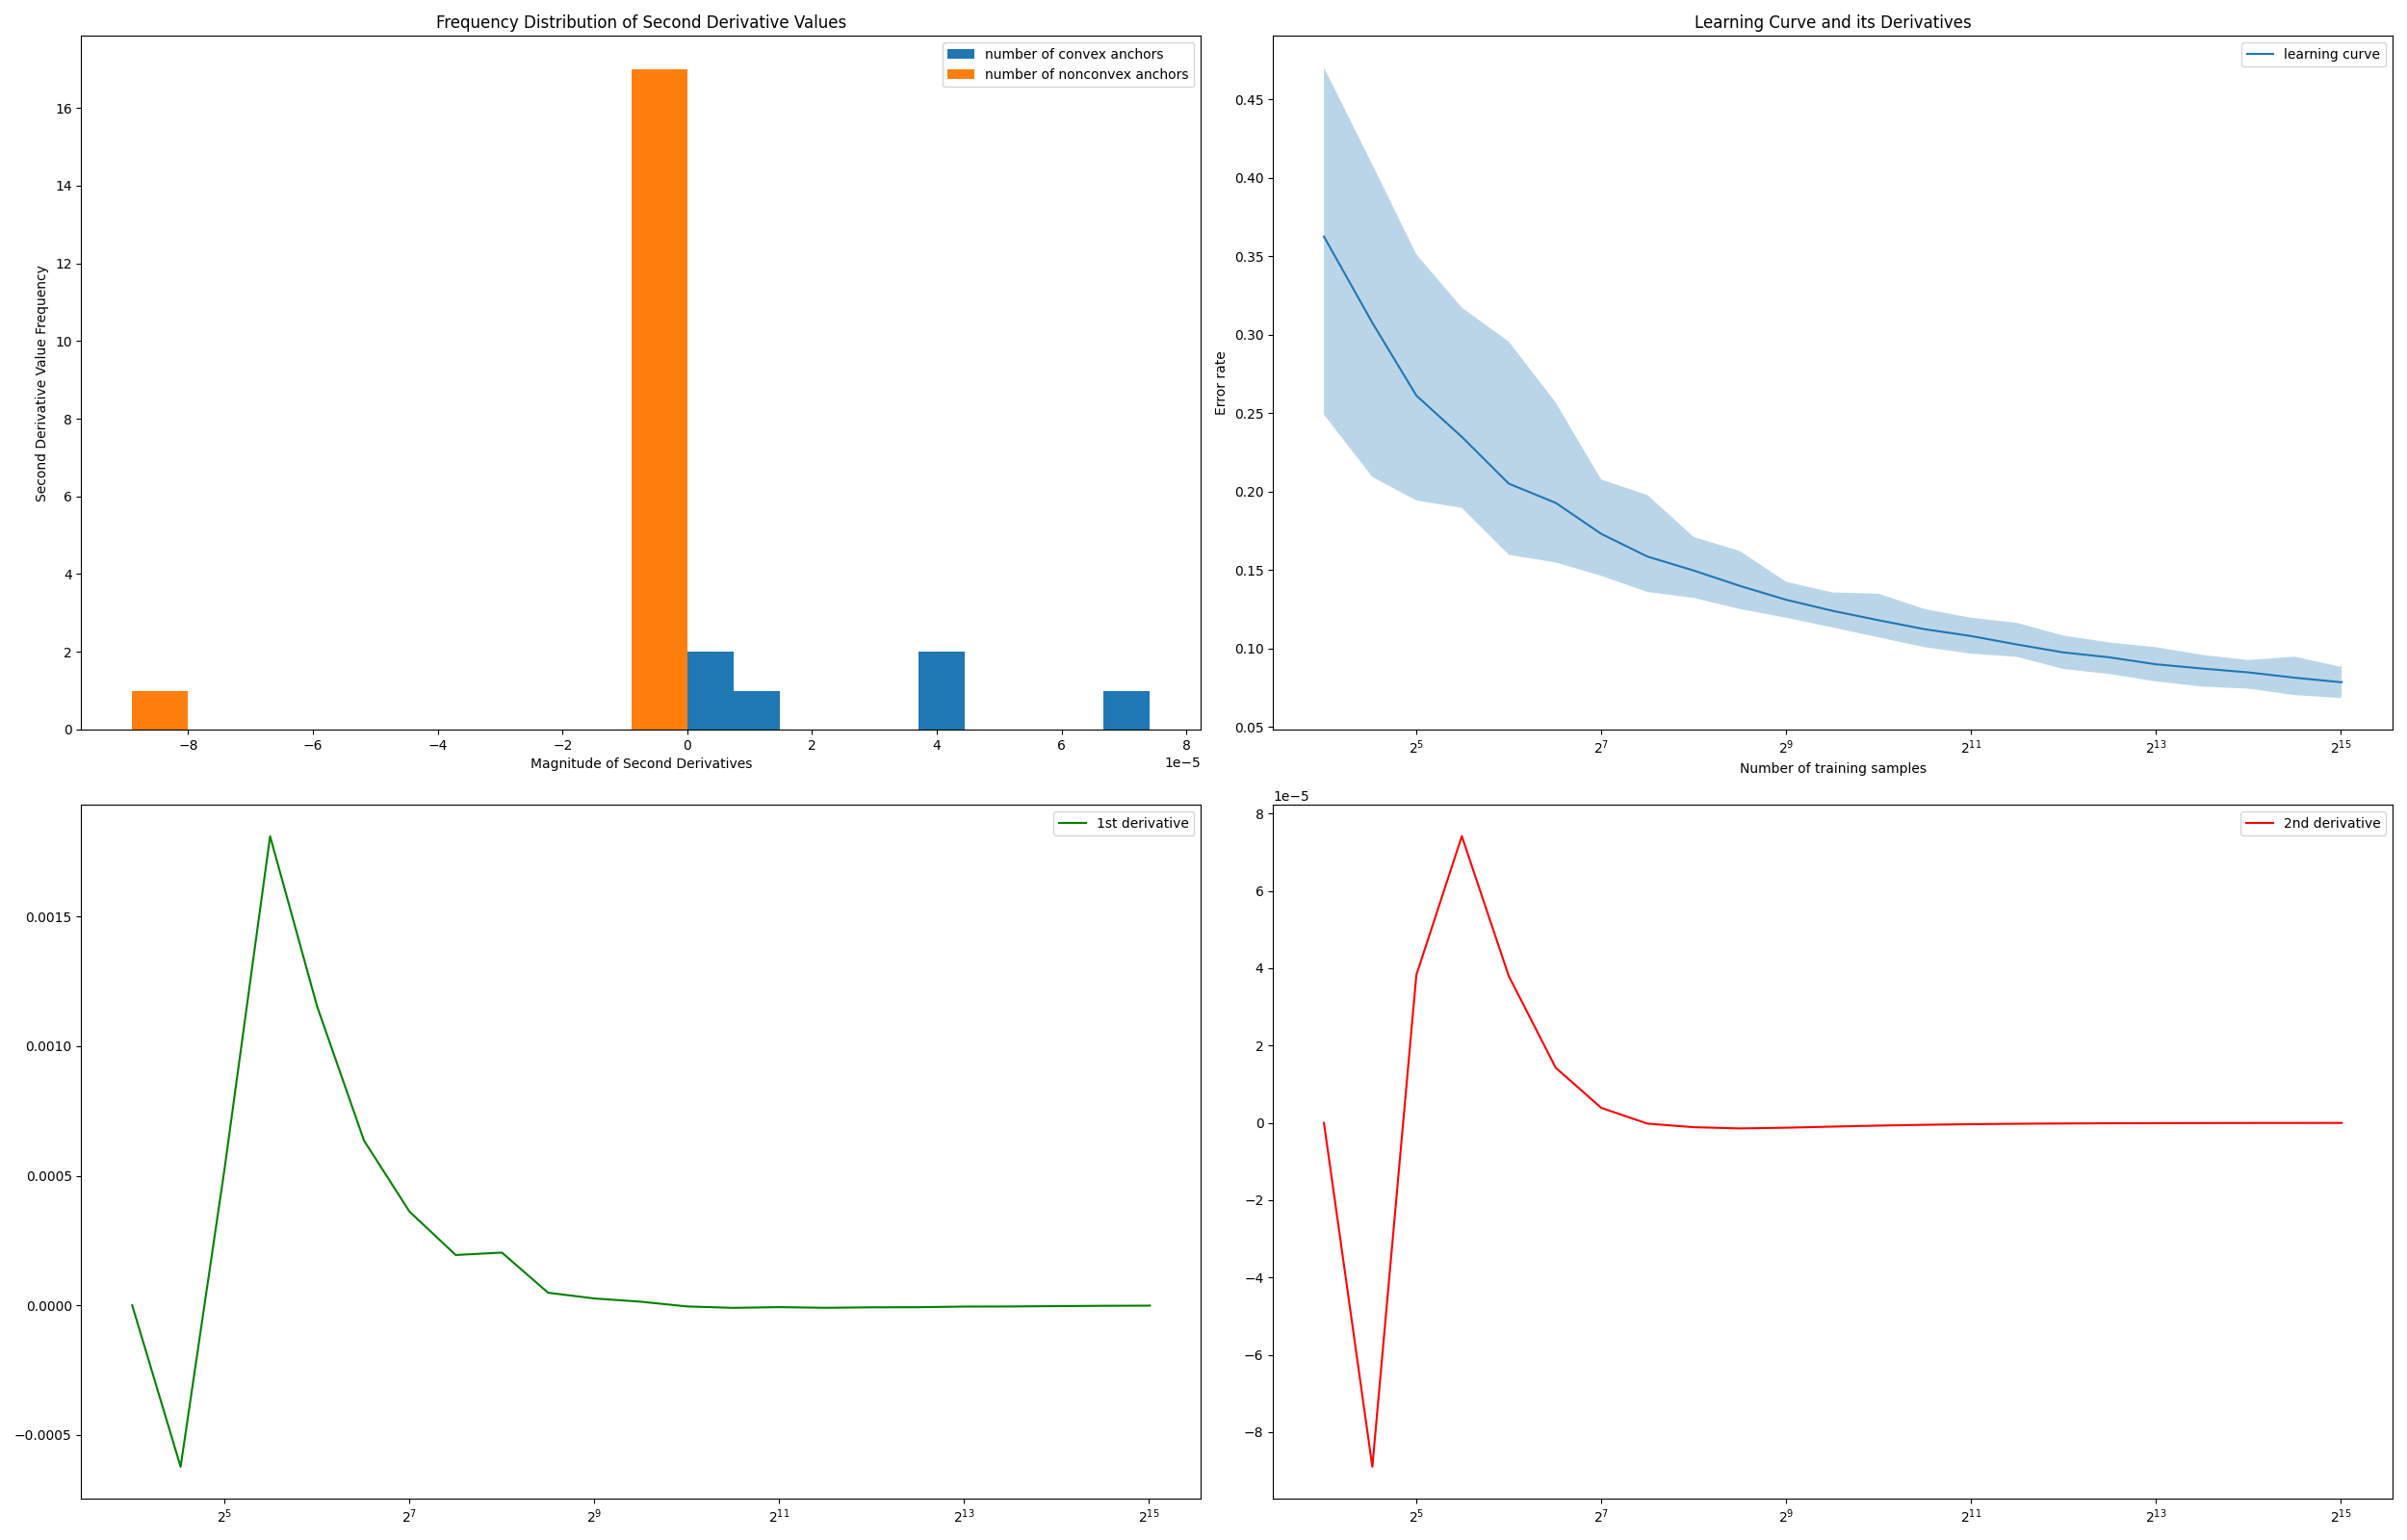 Frequency Distribution of Second Derivative Values
number of convex anchors
number of nonconvex anchors
16
14
12
10
8
6
4
2
0
Second Derivative Value Frequency
−8 −6 −4 −2 0 2 4 6 8
1e−5
Magnitude of Second Derivatives
Learning Curve and its Derivatives
learning curve
0.45
0.40
0.35
0.30
0.25
0.20
0.15
0.10
0.05
Error rate
2^5 2^7 2^9 2^11 2^13 2^15
Number of training samples
1st derivative
0.0015
0.0010
0.0005
0.0000
−0.0005
2^5 2^7 2^9 2^11 2^13 2^15
1e−5
2nd derivative
8
6
4
2
0
−2
−4
−6
−8
2^5 2^7 2^9 2^11 2^13 2^15